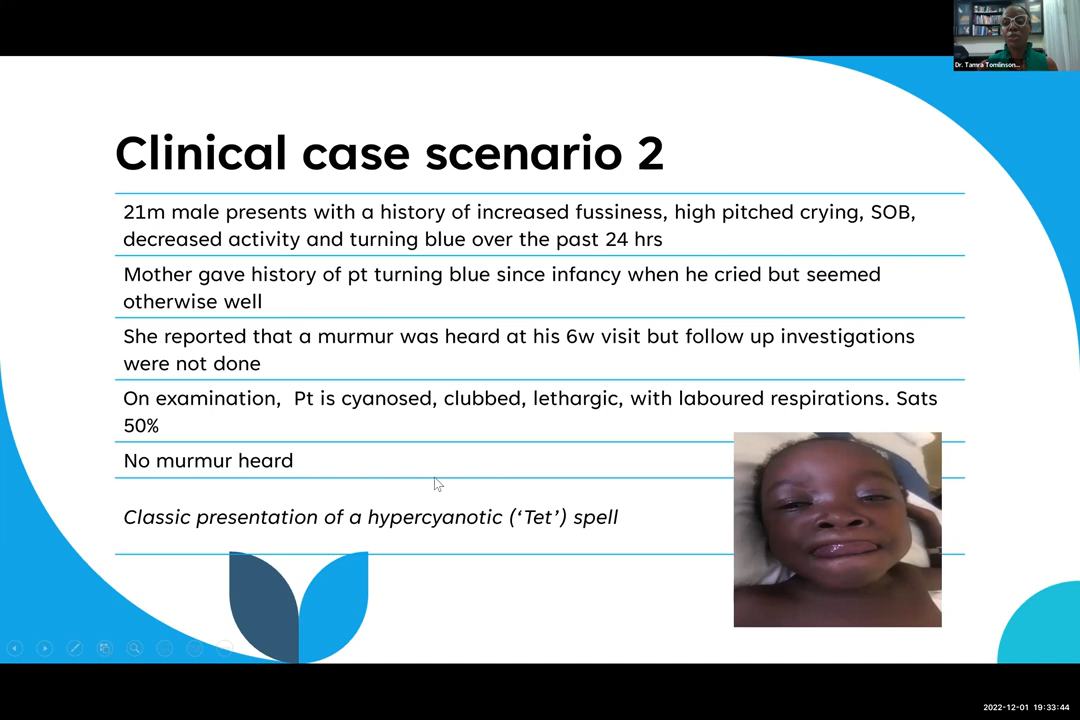 Dr. Tamra Tomlinson...
Clinical case scenario 2
21m male presents with a history of increased fussiness, high pitched crying, SOB,
decreased activity and turning blue over the past 24 hrs
Mother gave history of pt turning blue since infancy when he cried but seemed
otherwise well
She reported that a murmur was heard at his 6w visit but follow up investigations
were not done
On examination,  Pt is cyanosed, clubbed, lethargic, with laboured respirations. Sats
50%
No murmur heard
Classic presentation of a hypercyanotic (‘Tet’) spell
2022-12-01 19:33:44